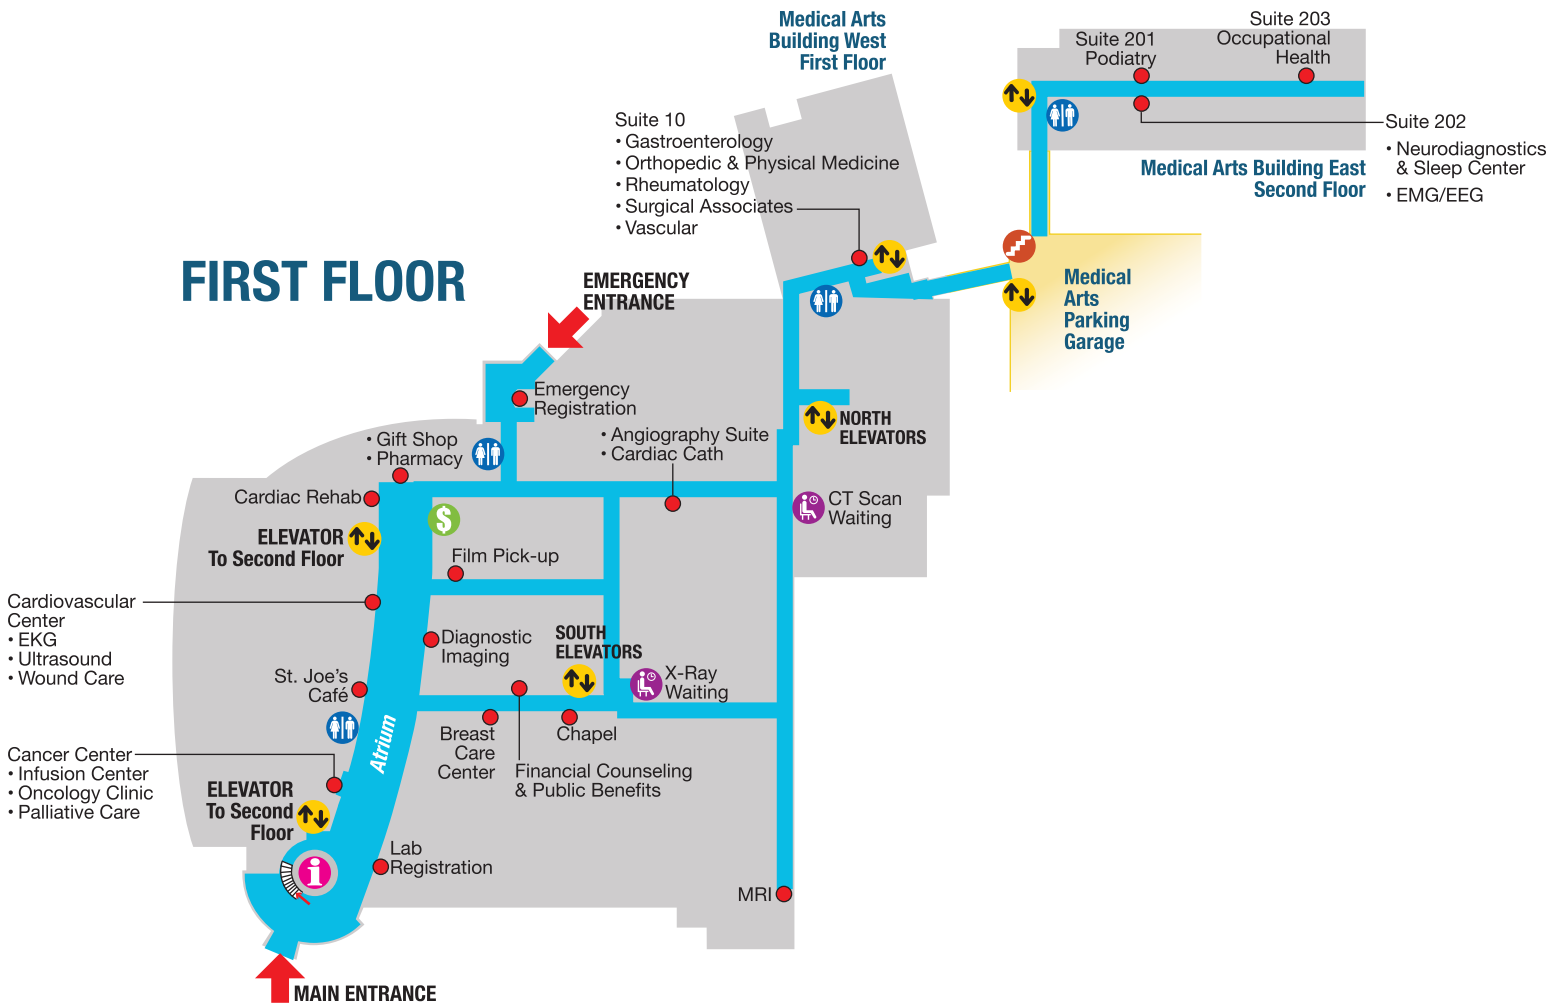 Medical Arts
Building West
First Floor
Suite 203
Occupational
Health
Suite 201
Podiatry
Suite 10
• Gastroenterology
• Orthopedic & Physical Medicine
• Rheumatology
• Surgical Associates
• Vascular
Suite 202
• Neurodiagnostics
& Sleep Center
• EMG/EEG
Medical Arts Building East
Second Floor
FIRST FLOOR
EMERGENCY
ENTRANCE
Medical
Arts
Parking
Garage
Emergency
Registration
NORTH
ELEVATORS
• Gift Shop
• Pharmacy
• Angiography Suite
• Cardiac Cath
Cardiac Rehab
CT Scan
Waiting
$
ELEVATOR
To Second Floor
Film Pick-up
Cardiovascular
Center
• EKG
• Ultrasound
• Wound Care
Diagnostic
Imaging
SOUTH
ELEVATORS
St. Joe's
Café
X-Ray
Waiting
Atrium
Breast
Care
Center
Chapel
Financial Counseling
& Public Benefits
Cancer Center
• Infusion Center
• Oncology Clinic
• Palliative Care
ELEVATOR
To Second
Floor
Lab
Registration
i
MRI
MAIN ENTRANCE